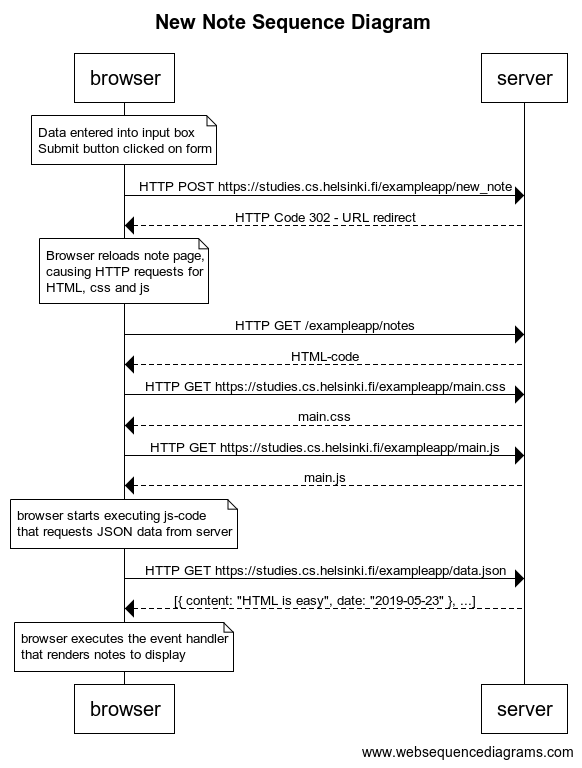 New Note Sequence Diagram
browser
server
Data entered into input box
Submit button clicked on form
HTTP POST https://studies.cs.helsinki.fi/exampleapp/new_note
HTTP Code 302 - URL redirect
Browser reloads note page,
causing HTTP requests for
HTML, css and js
HTTP GET /exampleapp/notes
HTML-code
HTTP GET https://studies.cs.helsinki.fi/exampleapp/main.css
main.css
HTTP GET https://studies.cs.helsinki.fi/exampleapp/main.js
main.js
browser starts executing js-code
that requests JSON data from server
HTTP GET https://studies.cs.helsinki.fi/exampleapp/data.json
[{ content: "HTML is easy", date: "2019-05-23" }, ...]
browser executes the event handler
that renders notes to display
browser
server
www.websequencediagrams.com